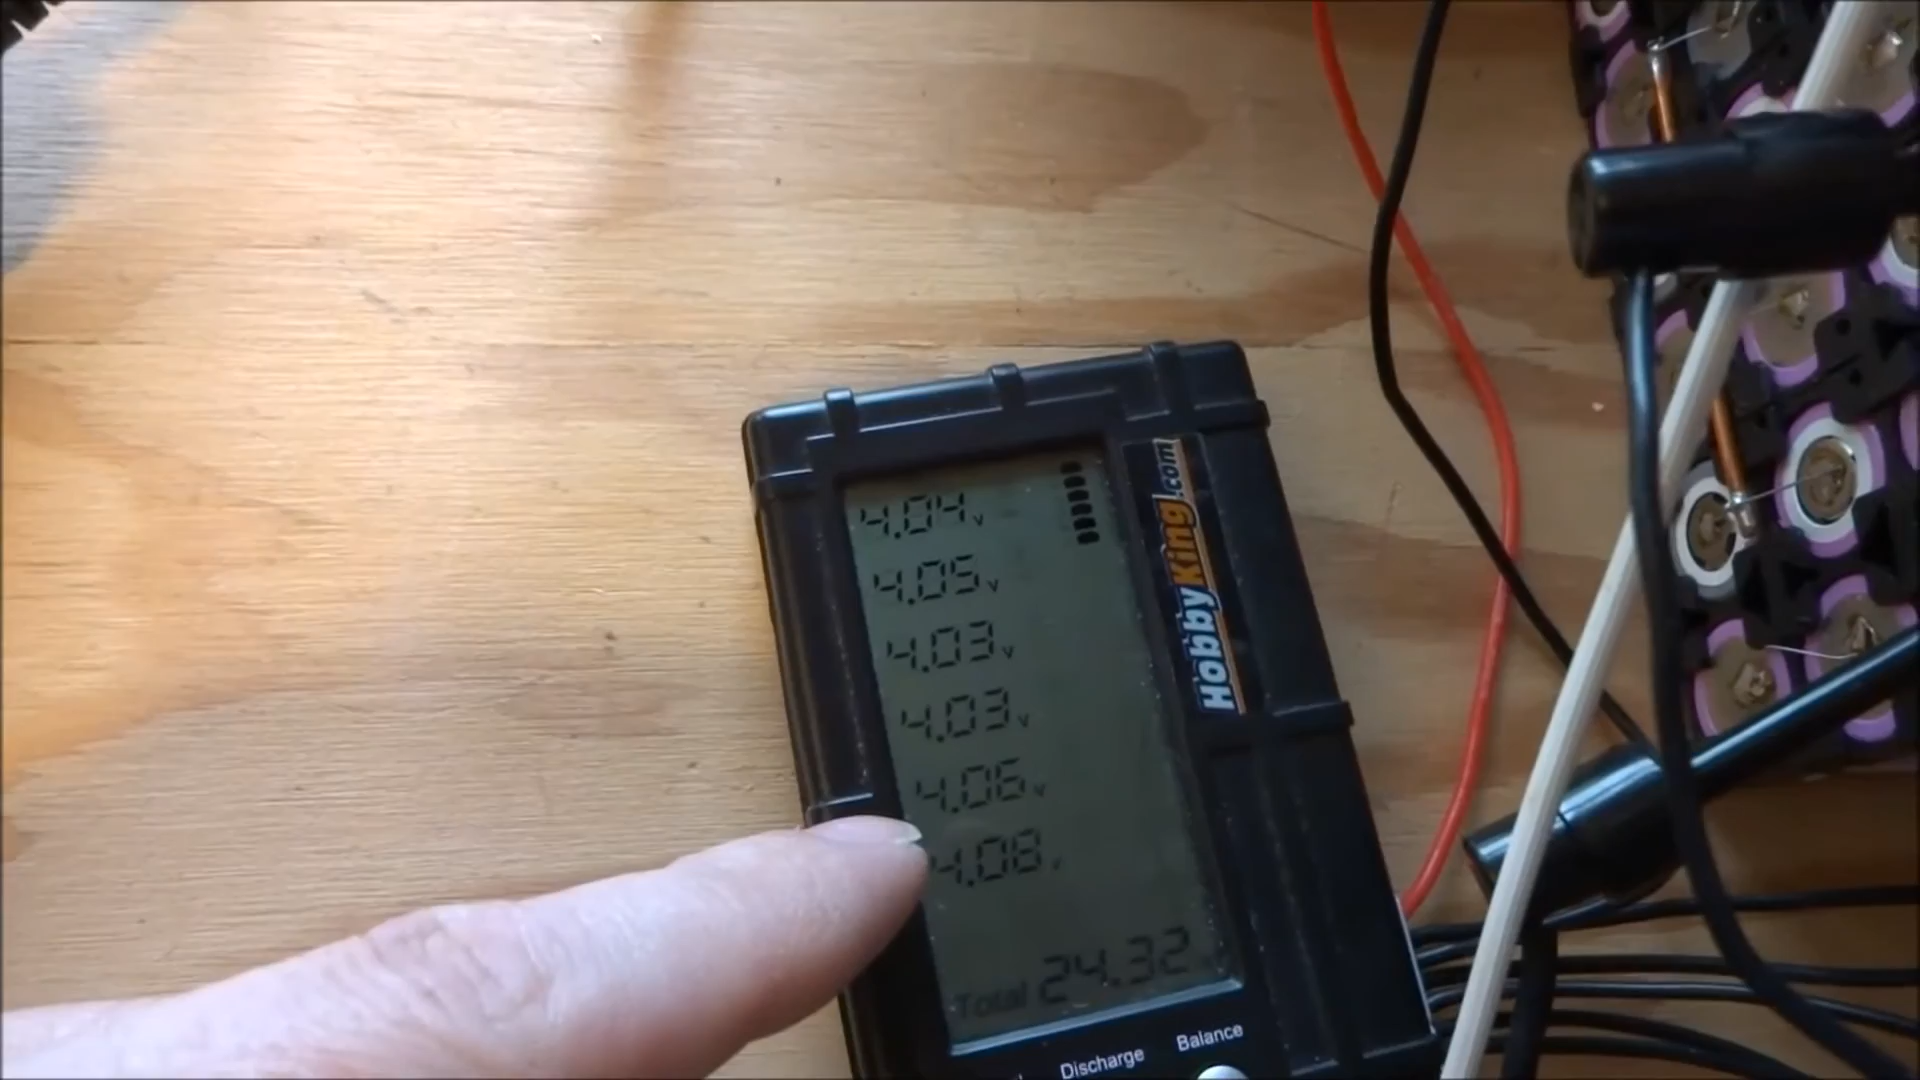 4.04v
4.05v
4.03v
4.03v
4.06v
4.08v
Total 24.32
HobbyKing.com
Discharge
Balance